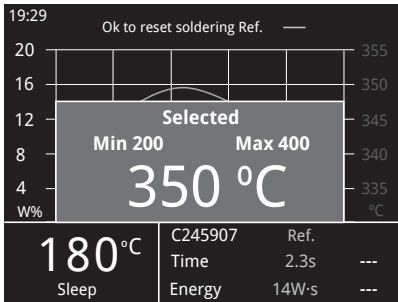 19:29
Ok to reset soldering Ref.
20 355
16 350
12 345
8 340
4 335
W% ºC
Selected
Min 200 Max 400
350 ºC
180°C
Sleep
C245907 Ref.
Time 2.3s ---
Energy 14W·s ---